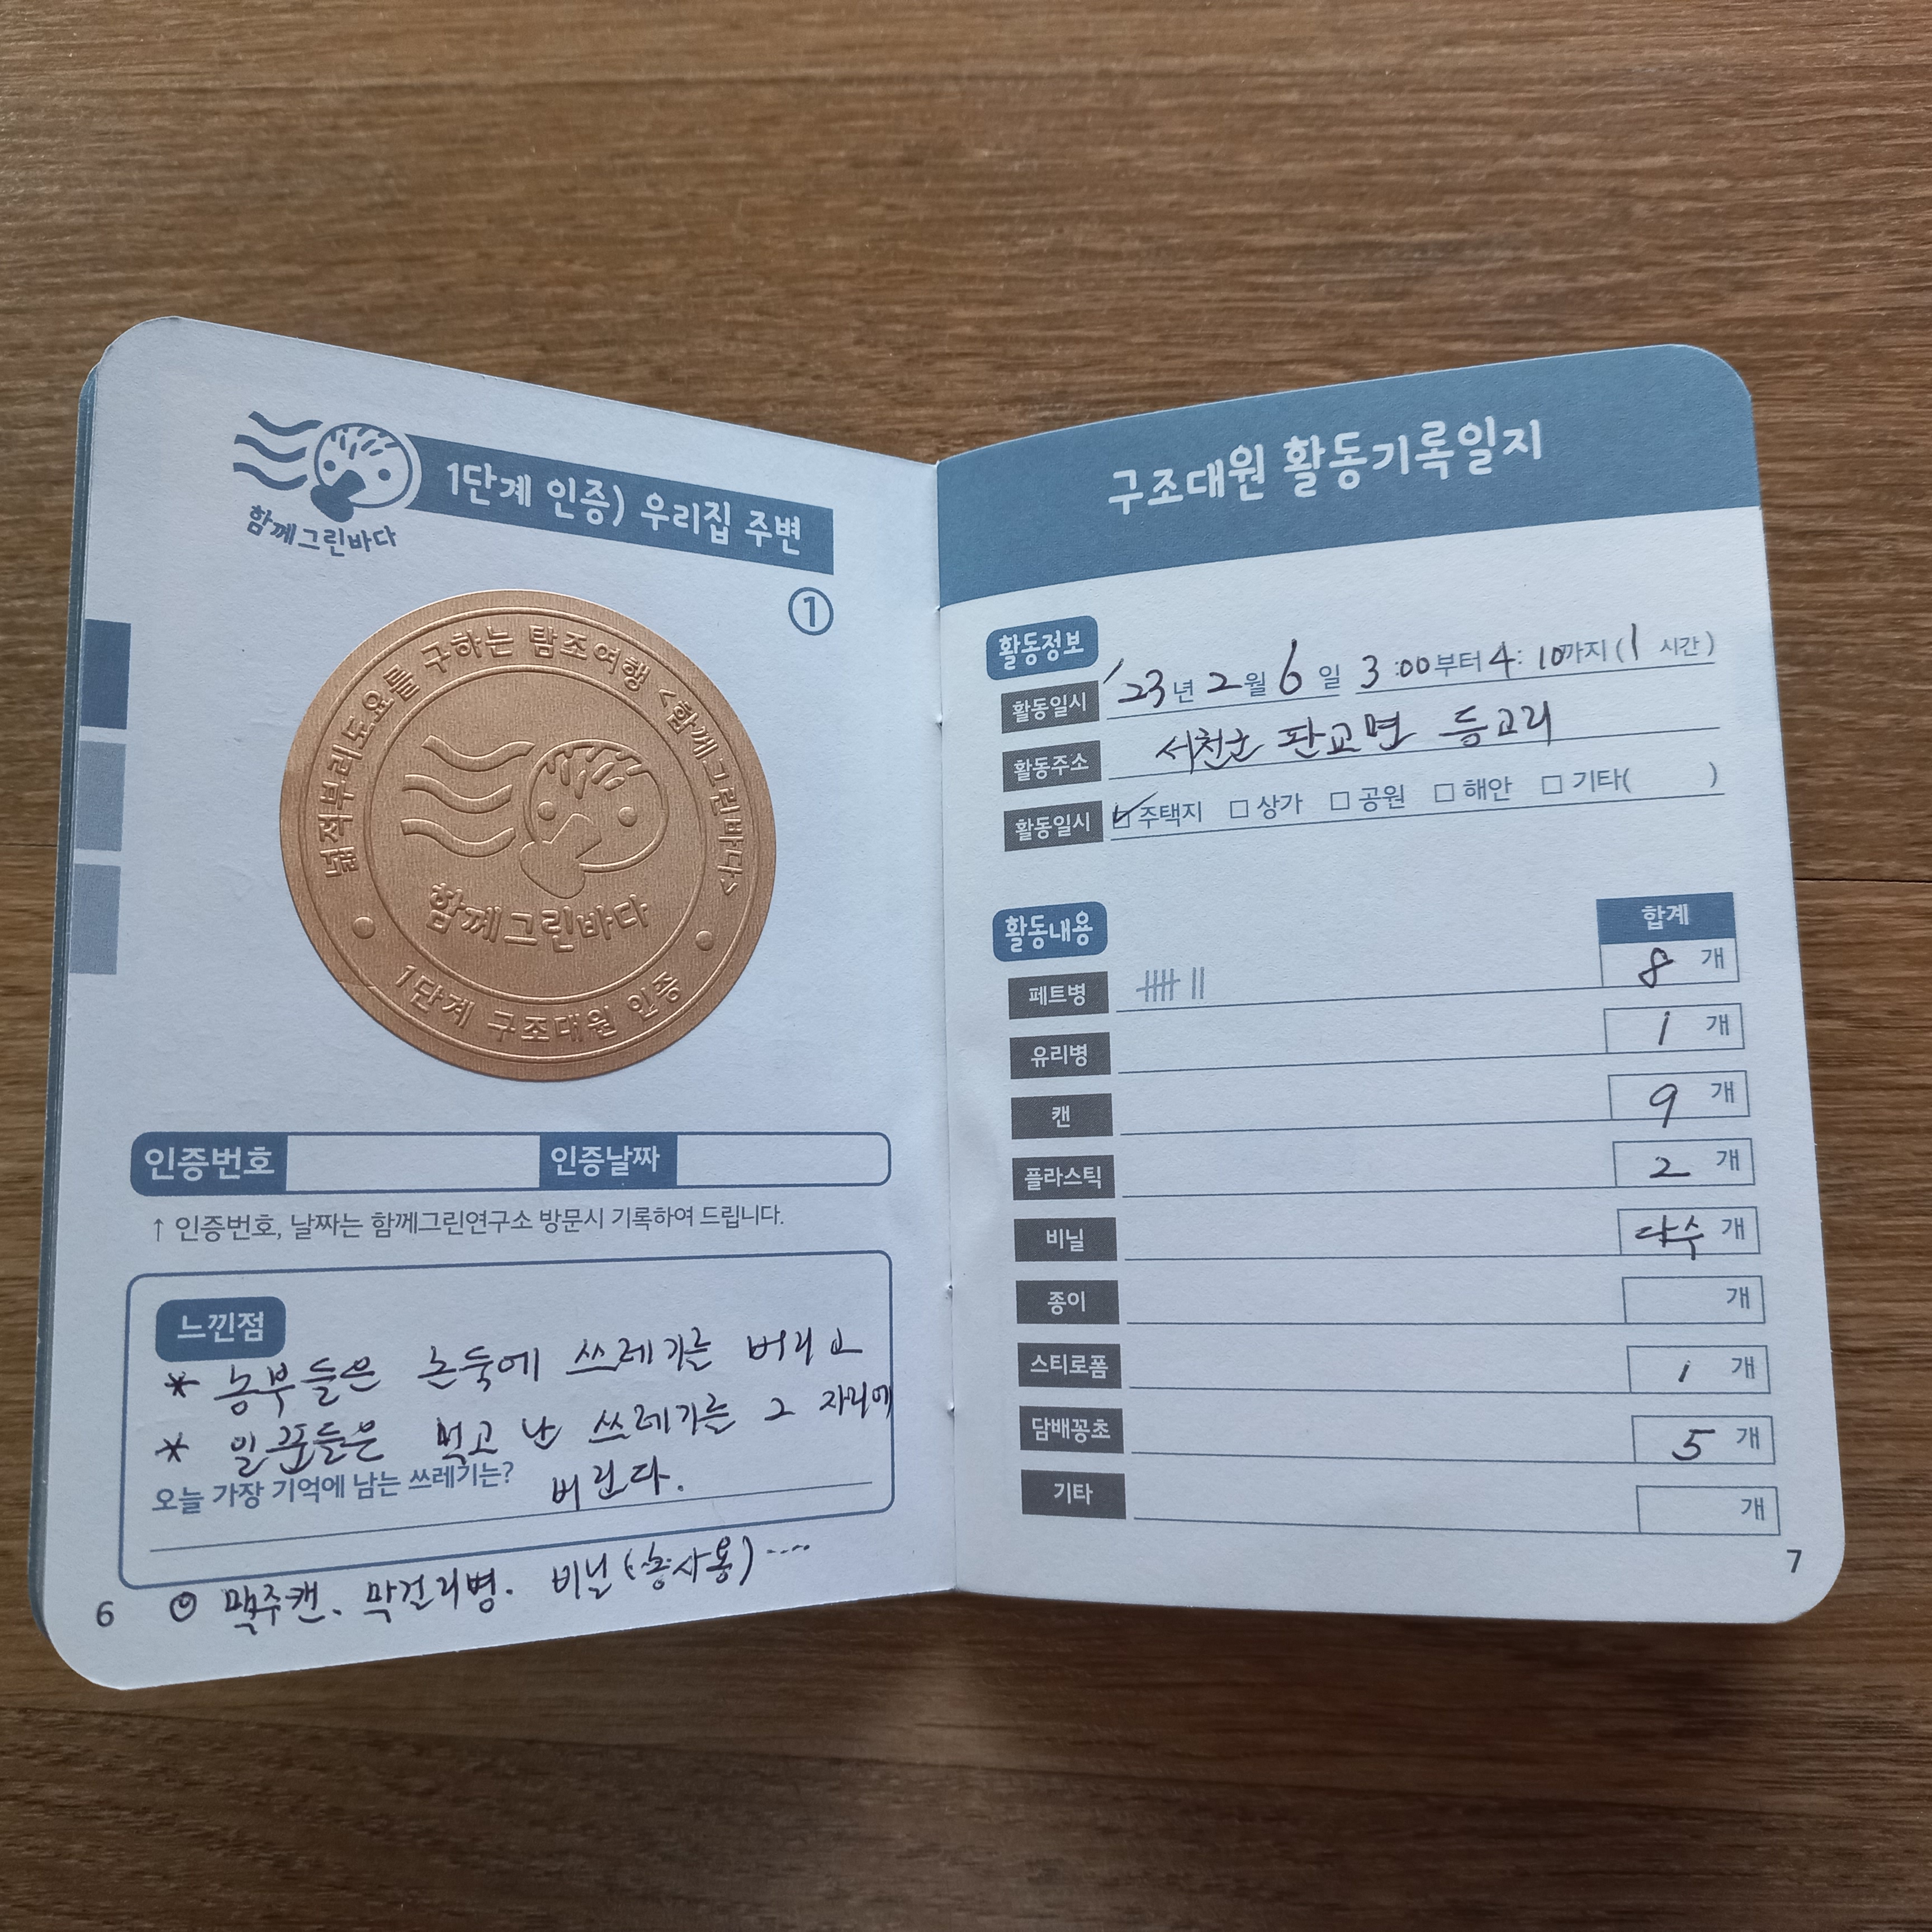 함께그린바다
1단계 인증) 우리집 주변
①
넓적부리도요를 구하는 탐조여행 <함께그린바다>
함께그린바다
1단계 구조대원 인증
인증번호 인증날짜
↑ 인증번호, 날짜는 함께그린연구소 방문시 기록하여 드립니다.
느낀점
* 농부들은 논둑에 쓰레기를 버리고
* 일꾼들은 먹고 난 쓰레기를 그 자리에
버린다.
오늘 가장 기억에 남는 쓰레기는?
맥주캔, 막걸리병. 비닐(농사용)····
6
구조대원 활동기록일지
활동정보
활동일시 '23년 2월 6일 3:00부터 4:10까지(1 시간)
활동주소 서천군 판교면 등고리
활동일시 ☑주택지 □상가 □공원 □해안 □기타( )
활동내용 합계
페트병 8 개
유리병 1 개
캔 9 개
플라스틱 2 개
비닐 다수 개
종이 개
스티로폼 1 개
담배꽁초 5 개
기타 개
7